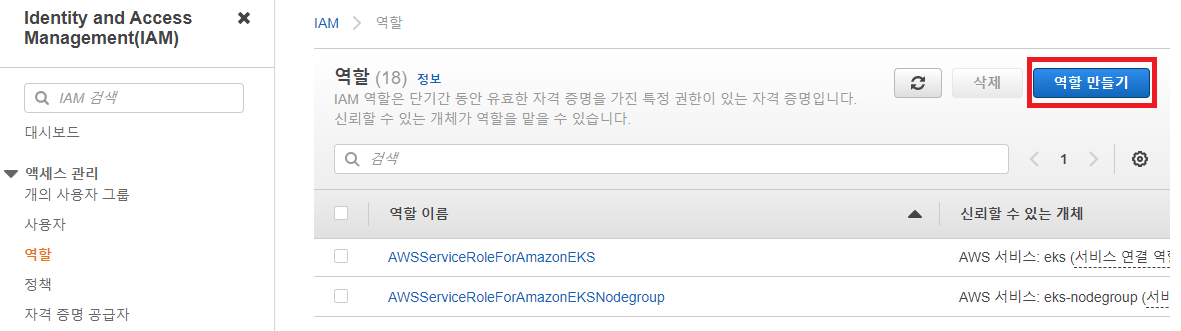 Identity and Access
Management(IAM)
IAM 검색
대시보드
액세스 관리
개의 사용자 그룹
사용자
역할
정책
자격 증명 공급자
IAM
역할
역할 (18) 정보
삭제
역할 만들기
IAM 역할은 단기간 동안 유효한 자격 증명을 가진 특정 권한이 있는 자격 증명입니다.
신뢰할 수 있는 개체가 역할을 맡을 수 있습니다.
검색
1
역할 이름
신뢰할 수 있는 개체
AWSServiceRoleForAmazonEKS
AWS 서비스: eks (서비스 연결 역할
AWSServiceRoleForAmazonEKSNodegroup
AWS 서비스: eks-nodegroup (서비